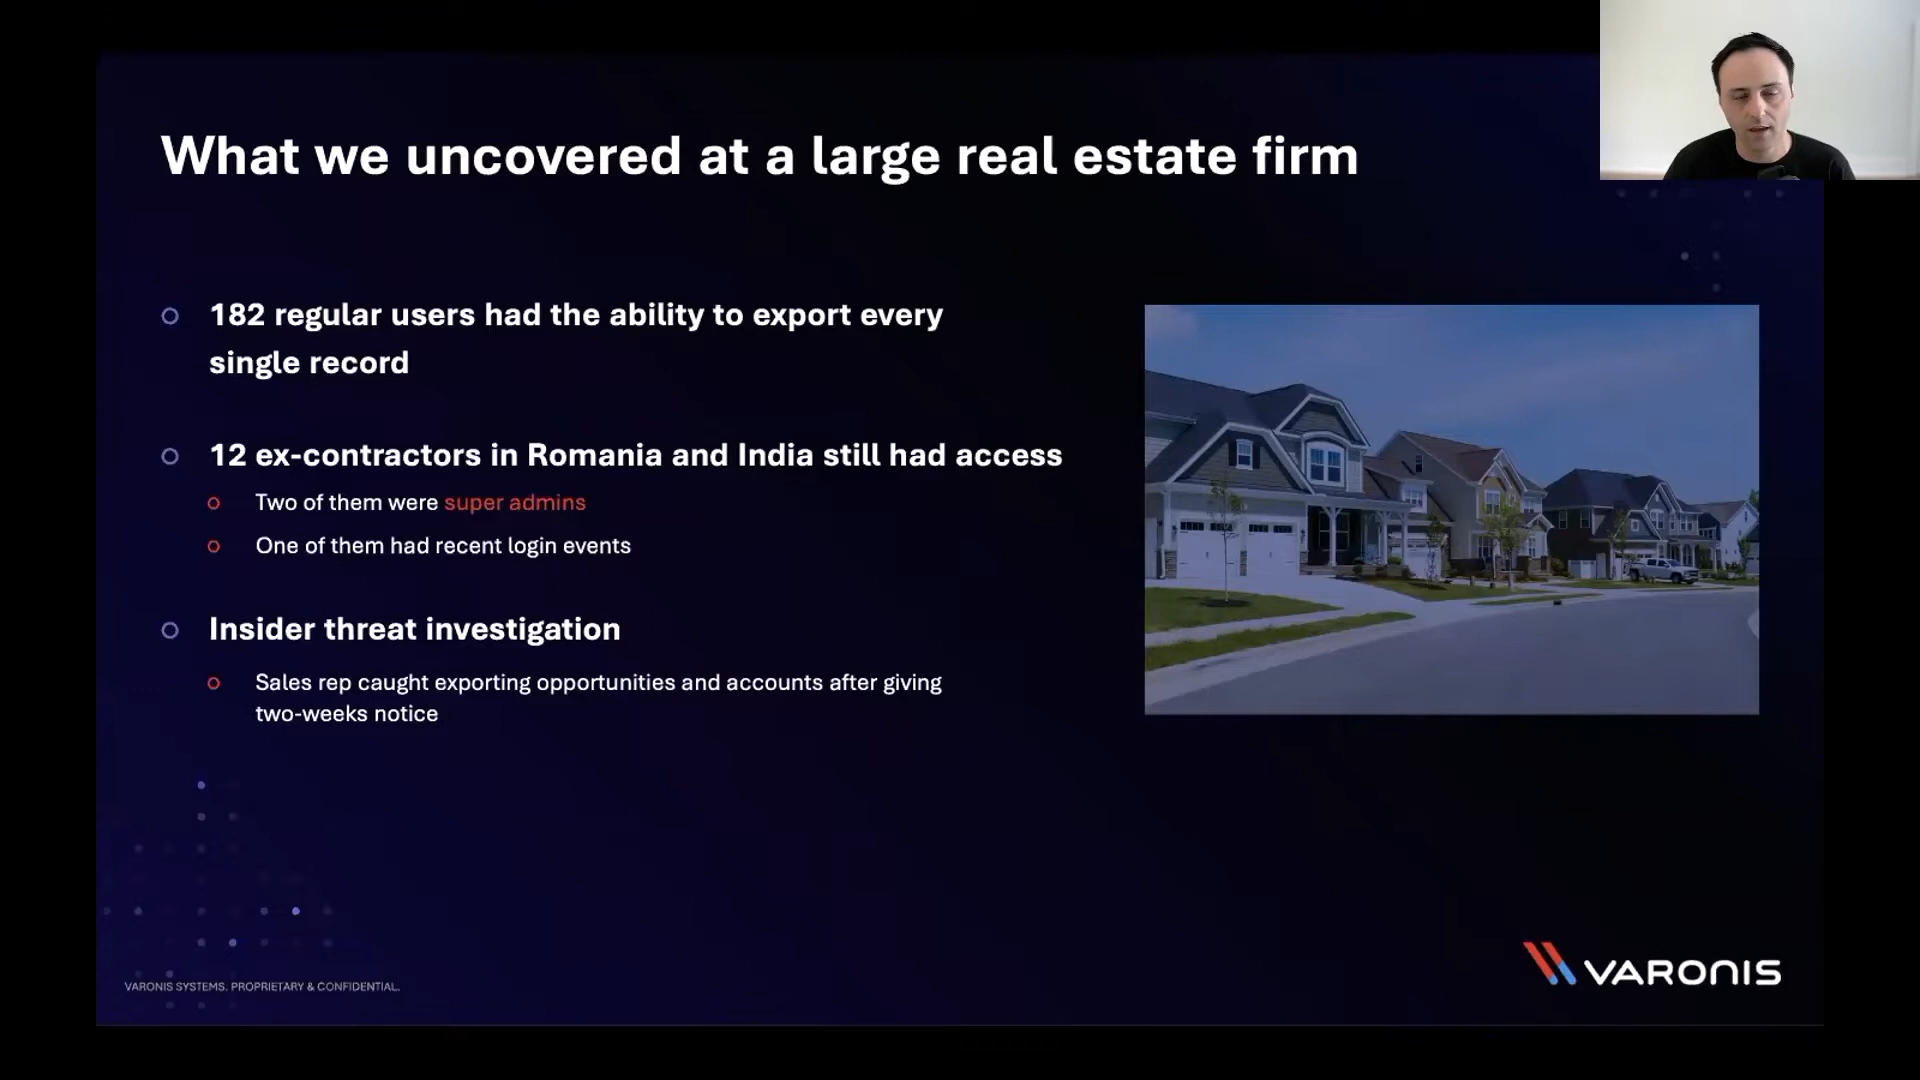 What we uncovered at a large real estate firm
182 regular users had the ability to export every
single record
12 ex-contractors in Romania and India still had access
Two of them were super admins
One of them had recent login events
Insider threat investigation
Sales rep caught exporting opportunities and accounts after giving
two-weeks notice
VARONIS SYSTEMS. PROPRIETARY & CONFIDENTIAL.
VARONIS